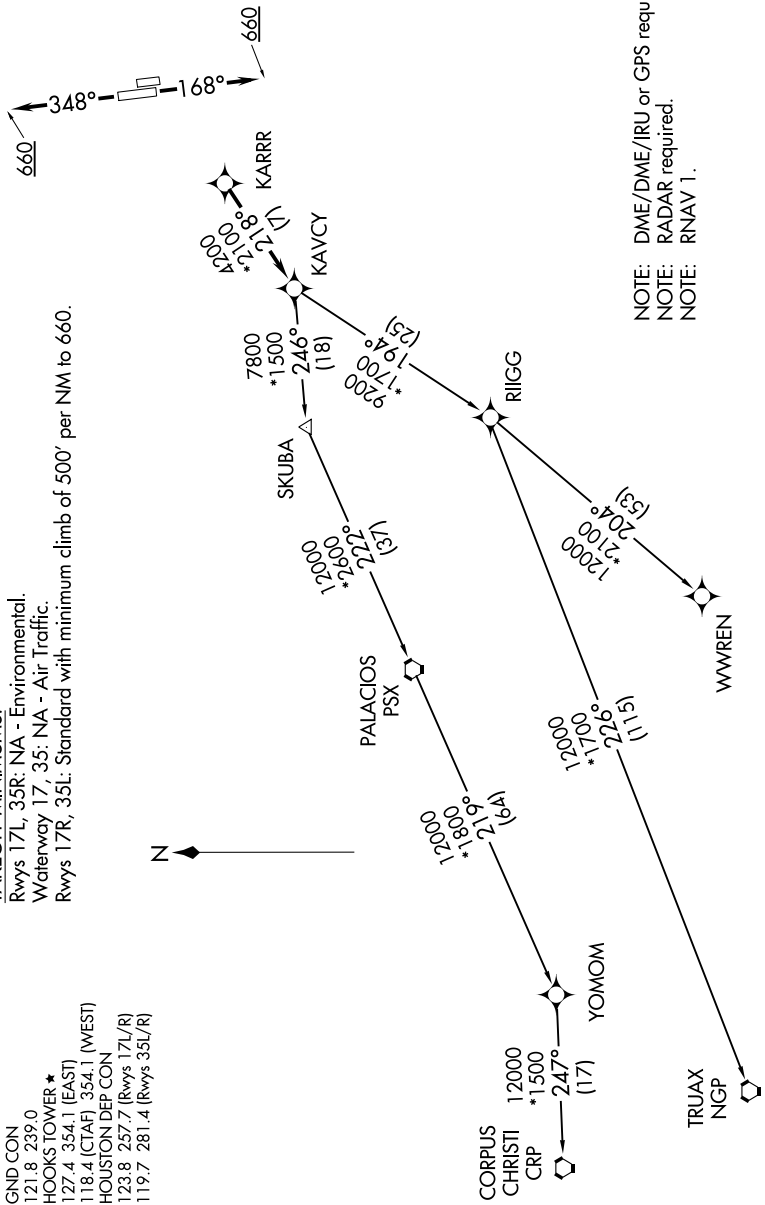 GND CON
121.8 239.0
HOOKS TOWER ★
127.4 354.1 (EAST)
118.4 (CTAF) 354.1 (WEST)
HOUSTON DEP CON
123.8 257.7 (Rwys 17L/R)
119.7 281.4 (Rwys 35L/R)
Rwys 17L, 35R: NA - Environmental.
Waterway 17, 35: NA - Air Traffic.
Rwys 17R, 35L: Standard with minimum climb of 500' per NM to 660.
N
660
348°
168°
660
KARRR
4200
*2100
218°
(7)
KAVCY
7800
*1500
246°
(18)
SKUBA
9200
*1700
194°
(25)
RIIGG
12000
*2600
222°
(37)
PALACIOS
PSX
12000
*2100
204°
(53)
WWREN
12000
*1800
219°
(64)
YOMOM
12000
*1700
226°
(115)
TRUAX
NGP
12000
*1500
247°
(17)
CORPUS
CHRISTI
CRP
NOTE: DME/DME/IRU or GPS requ
NOTE: RADAR required.
NOTE: RNAV 1.